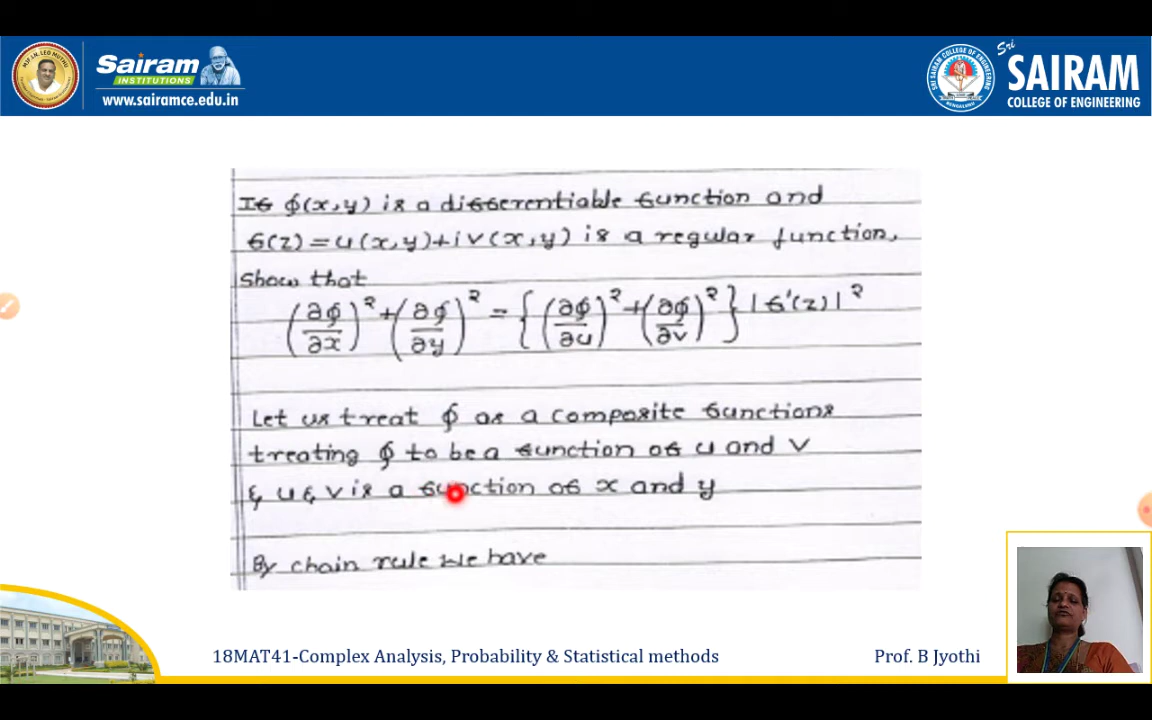 Sairam
INSTITUTIONS
www.sairamce.edu.in
Sri
SAIRAM
COLLEGE OF ENGINEERING
If ϕ(x,y) is a differentiable function and
f(z) = u(x,y)+iv(x,y) is a regular function,
Show that
(∂ϕ/∂x)² + (∂ϕ/∂y)² = {(∂ϕ/∂u)² + (∂ϕ/∂v)²} |f'(z)|²
Let us treat ϕ as a composite functions
treating ϕ to be a function of u and v
& u & v is a function of x and y
By chain rule we have
18MAT41-Complex Analysis, Probability & Statistical methods
Prof. B Jyothi